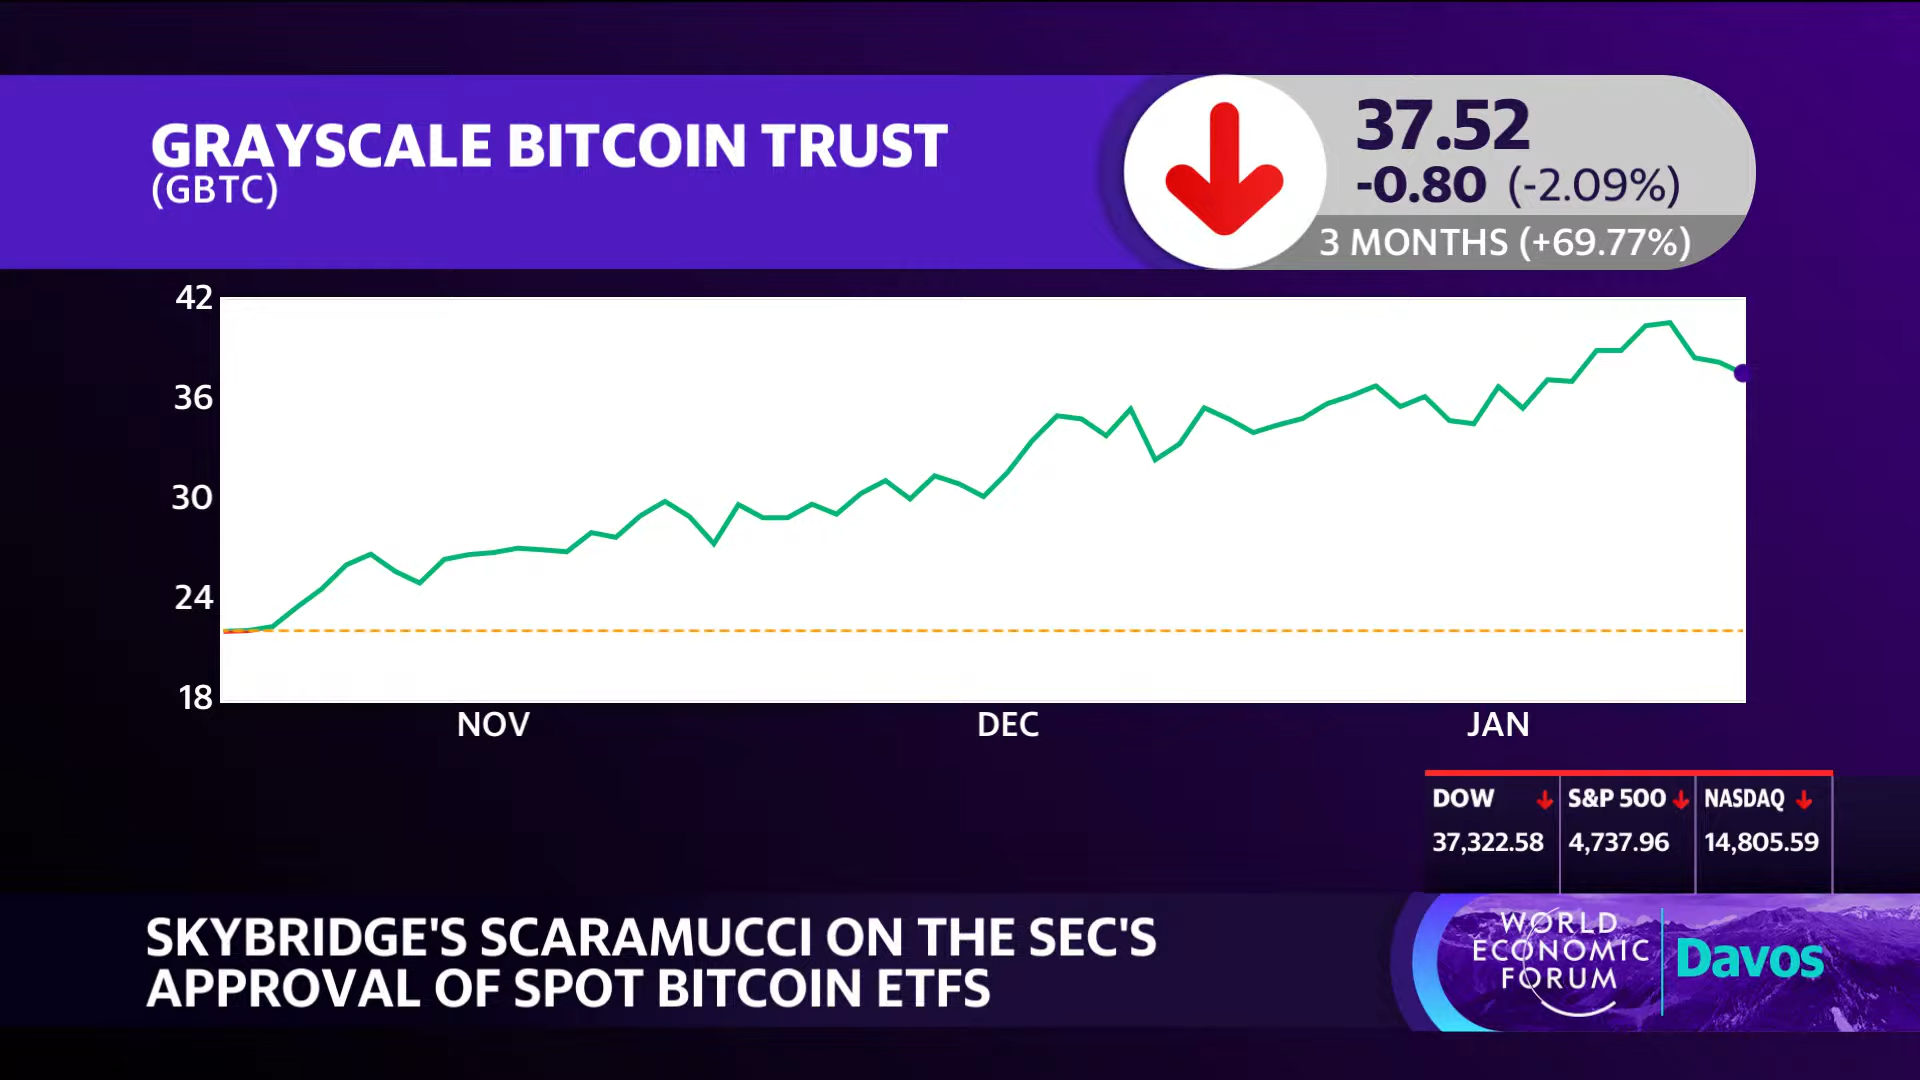 GRAYSCALE BITCOIN TRUST
(GBTC)
37.52
-0.80 (-2.09%)
3 MONTHS (+69.77%)
42
36
30
24
18
NOV DEC JAN
DOW S&P 500 NASDAQ
37,322.58 4,737.96 14,805.59
SKYBRIDGE'S SCARAMUCCI ON THE SEC'S
APPROVAL OF SPOT BITCOIN ETFS
WORLD
ECONOMIC
FORUM
Davos